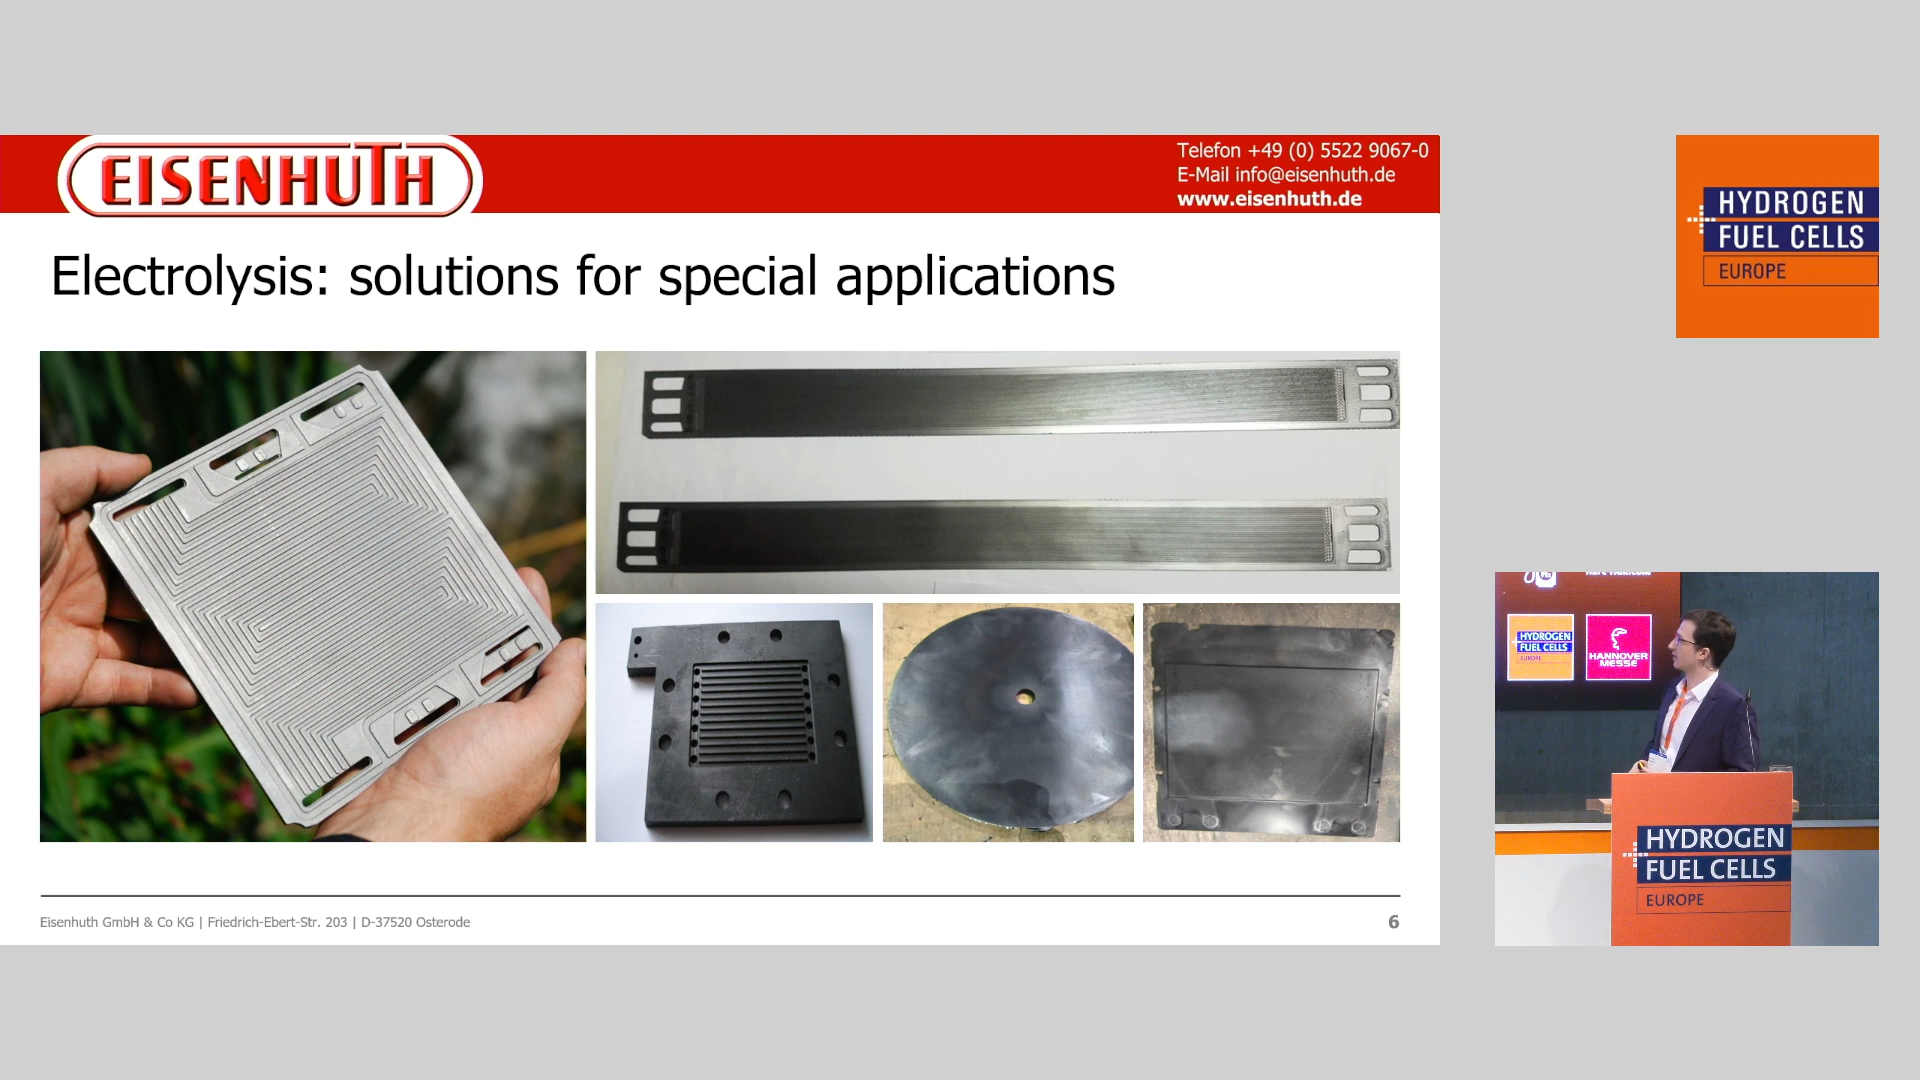 EISENHUTH
Telefon +49 (0) 5522 9067-0
E-Mail info@eisenhuth.de
www.eisenhuth.de
Electrolysis: solutions for special applications
Eisenhuth GmbH & Co KG | Friedrich-Ebert-Str. 203 | D-37520 Osterode
6
HYDROGEN
FUEL CELLS
EUROPE
HYDROGEN
FUEL CELLS
EUROPE
HANNOVER
MESSE
HYDROGEN
FUEL CELLS
EUROPE